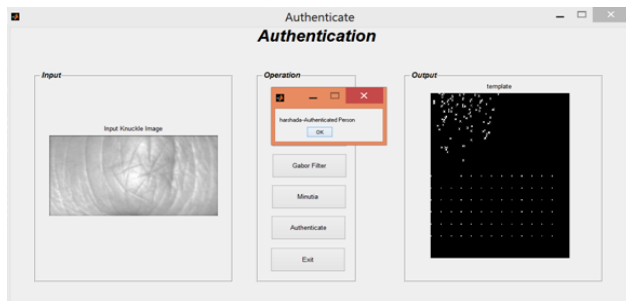 Authenticate
Authentication
Input
Input Knuckle Image
Operation
harshada-Authenticated Person
OK
Gabor Filter
Minutia
Authenticate
Exit
Output
template